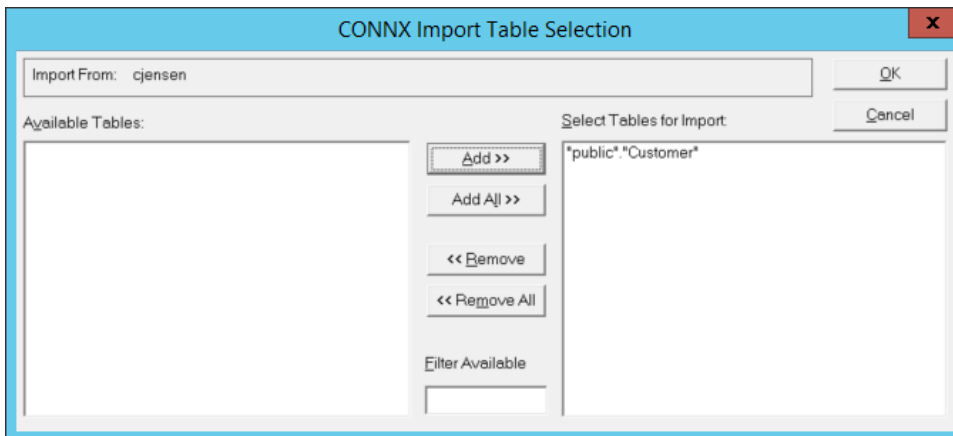 CONNX Import Table Selection
x
Import From: cjensen
OK
Cancel
Available Tables:
Select Tables for Import:
Add >>
"public"."Customer"
Add All >>
<< Remove
<< Remove All
Filter Available